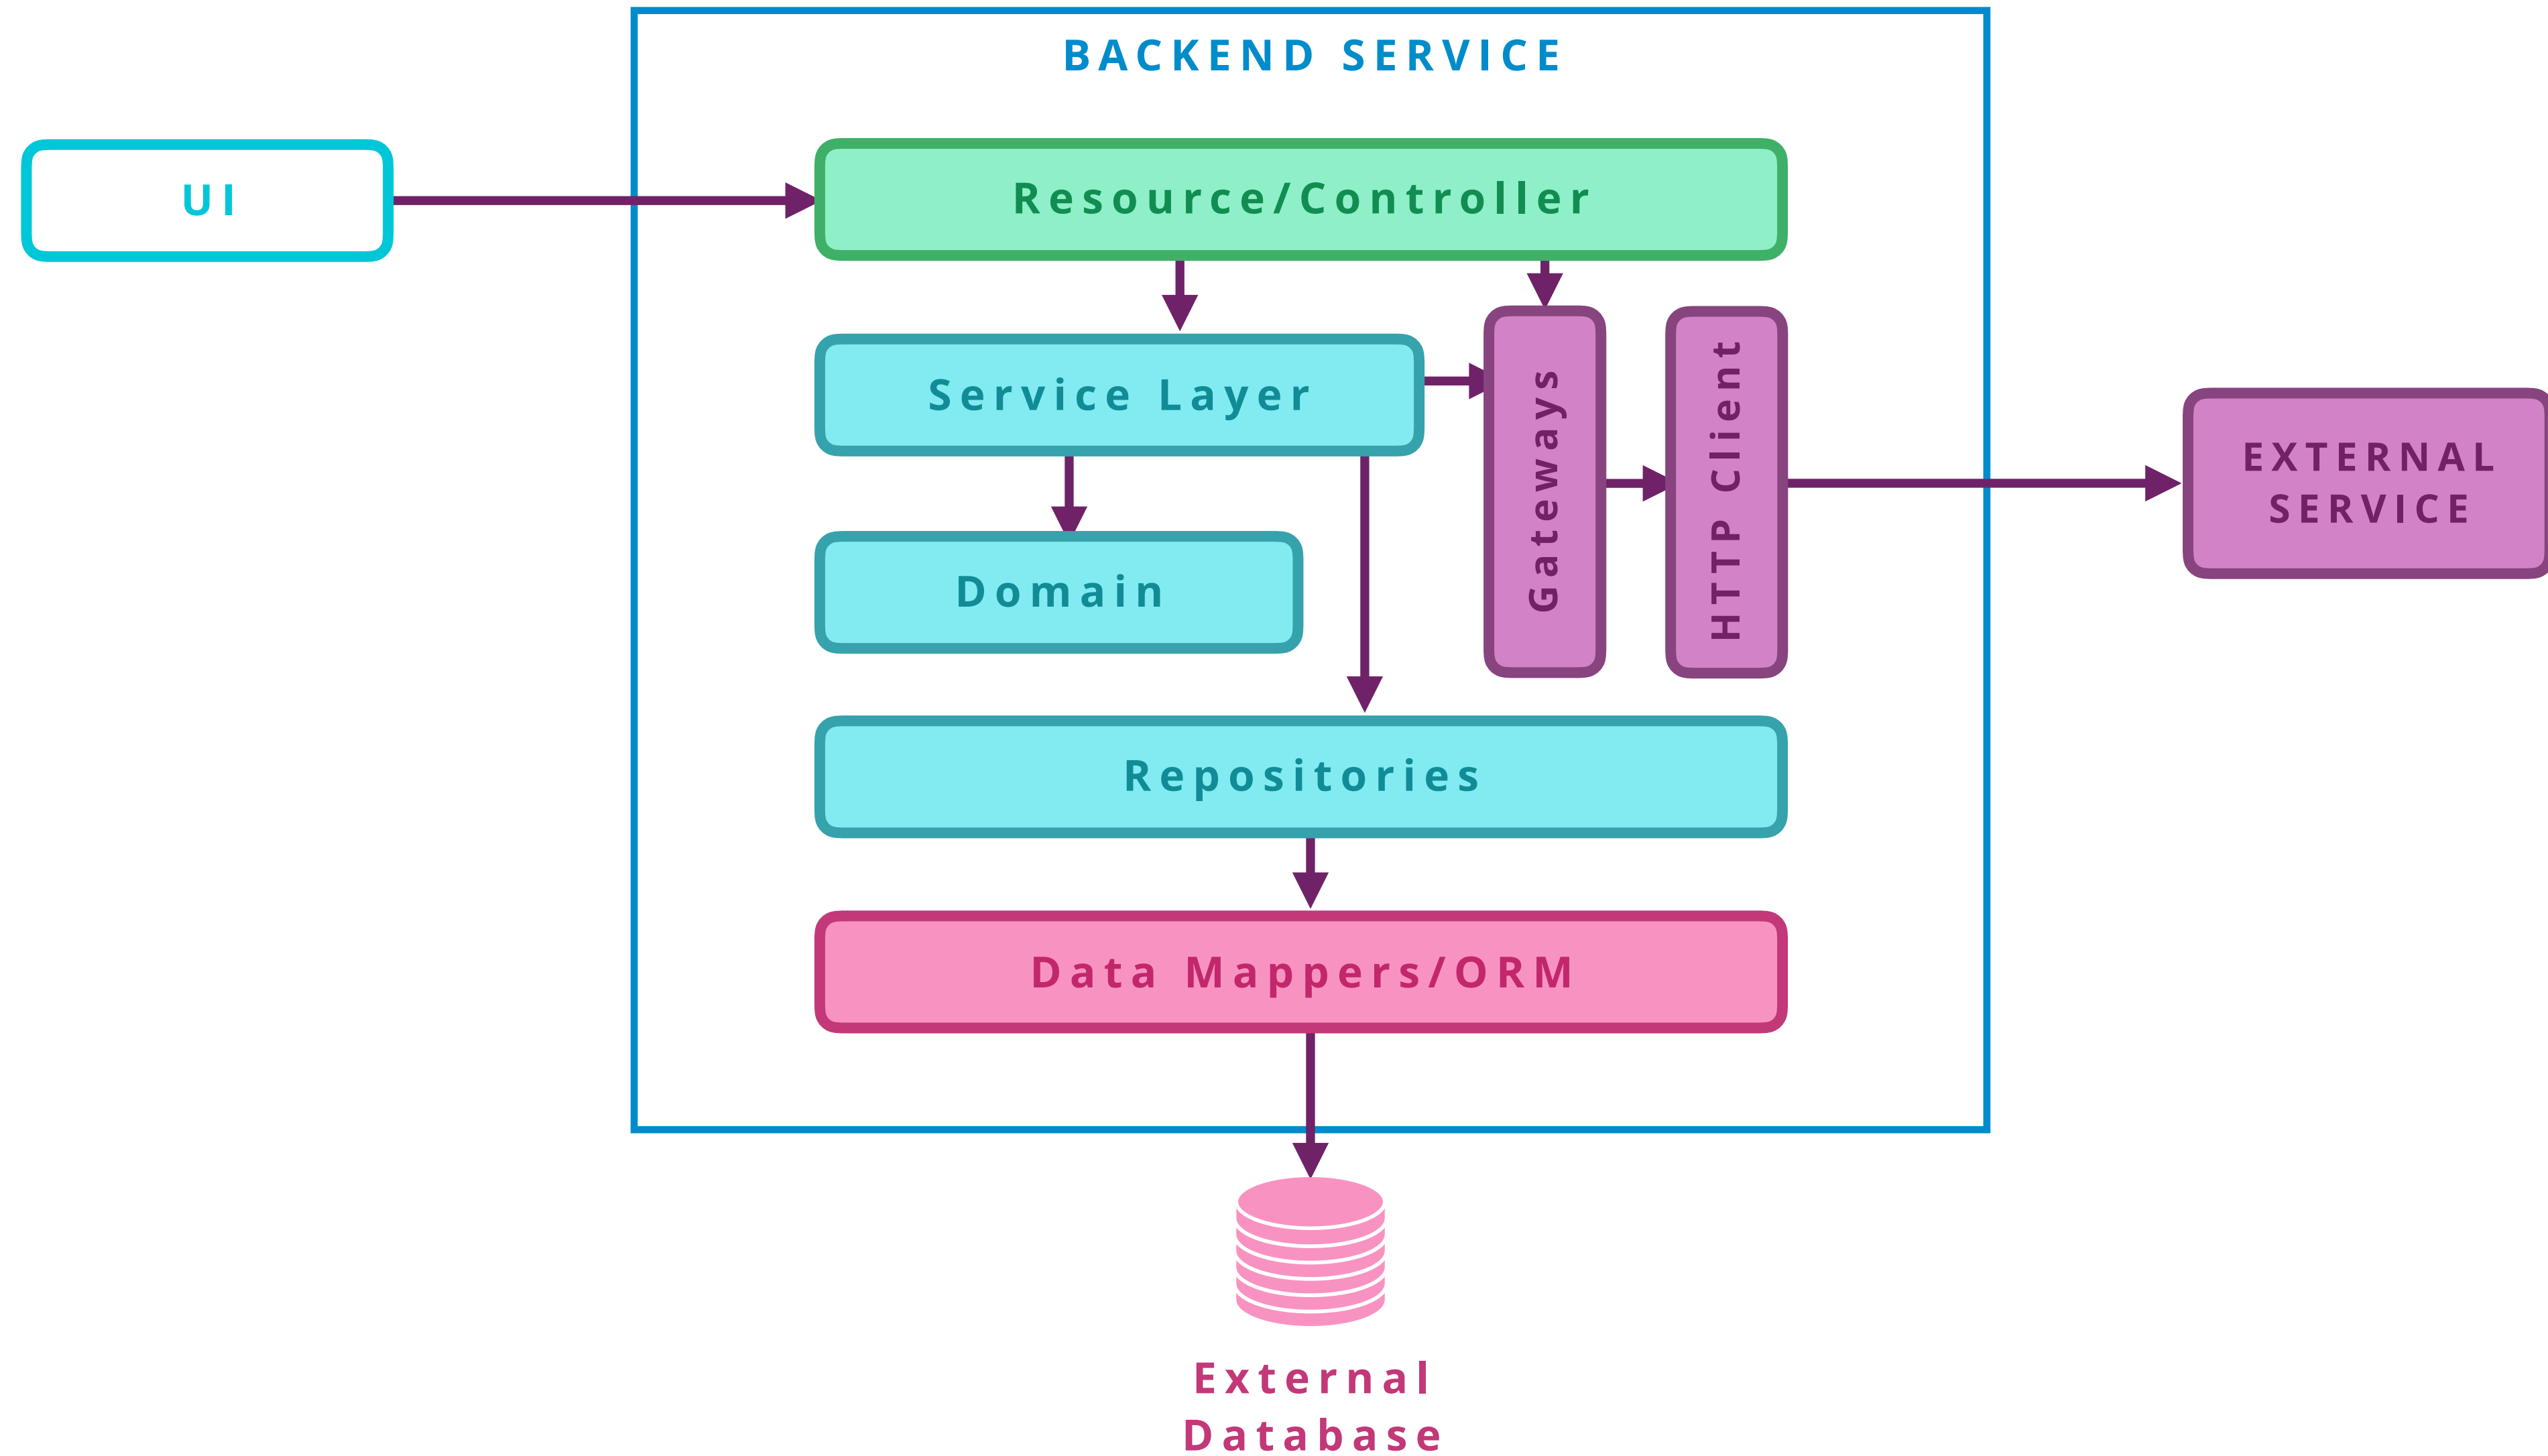 BACKEND SERVICE
UI
Resource/Controller
Service Layer
Gateways
HTTP Client
EXTERNAL
SERVICE
Domain
Repositories
Data Mappers/ORM
External
Database